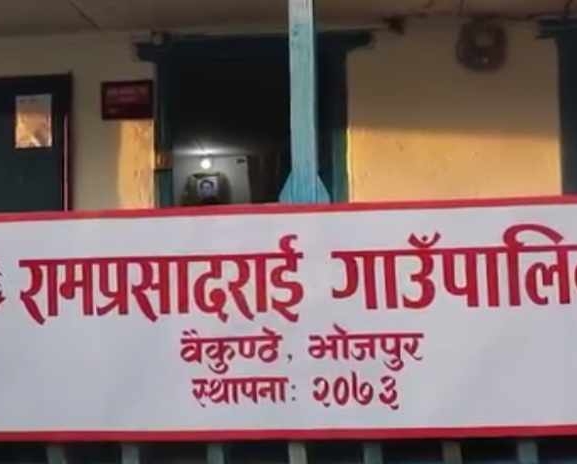 रामप्रसादराई गाउँपालि
वैकुण्ठे, भोजपुर
स्थापना: २०७३